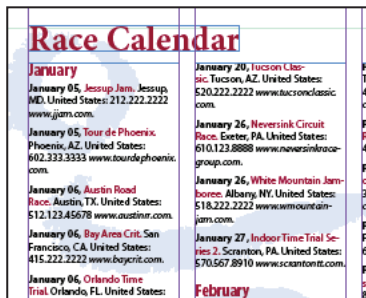 Race Calendar
January
January 05, Jessup Jam. Jessup,
MD. United States: 212.222.2222
www.jjam.com.
January 05, Tour de Phoenix.
Phoenix, AZ. United States:
602.333.3333 www.tourdephoenix.
com.
January 06, Austin Road
Race. Austin, TX. United States:
512.123.45678 www.austinrr.com.
January 06, Bay Area Crit. San
Francisco, CA. United States:
415.222.2222 www.baycrit.com.
January 06, Orlando Time
Trial. Orlando, FL. United States:
January 20, Tucson Clas-
sic. Tucson, AZ. United States:
520.222.2222 www.tucsonclassic.
com.
January 26, Neversink Circuit
Race. Exeter, PA. United States:
610.123.8888 www.neversinkrace-
group.com.
January 26, White Mountain Jam-
boree. Albany, NY. United States:
518.222.2222 www.wmountain-
jam.com.
January 27, Indoor Time Trial Se-
ries 2. Scranton, PA. United States:
570.567.8910 www.scrantontt.com.
February